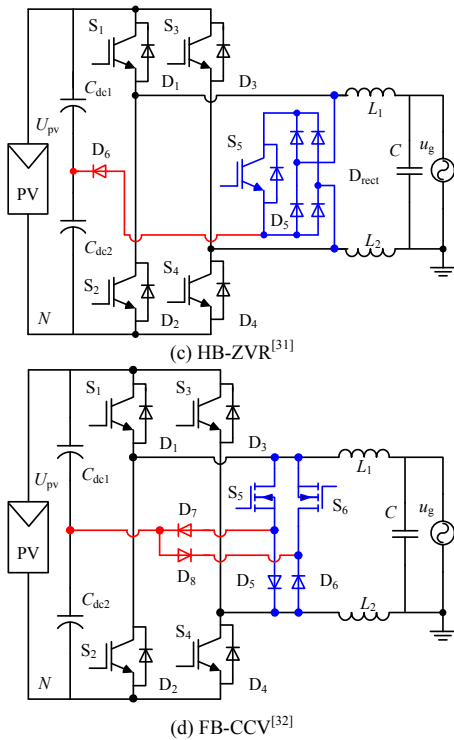 S1 S3
Cdc1 D1 D3
L1
Upv D6 S5 C ug
PV Drect
Cdc2 D5
L2
S2 S4
N D2 D4
(c) HB-ZVR[31]
S1 S3
D1 D3 L1
Upv Cdc1 S5 S6 C ug
D7
PV
D8 D5 D6
Cdc2
L2
S2 S4
N D2 D4
(d) FB-CCV[32]